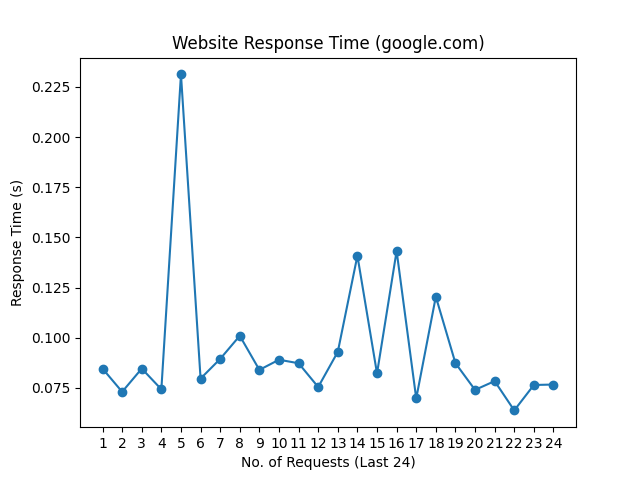 Website Response Time (google.com)
Response Time (s)
0.225
0.200
0.175
0.150
0.125
0.100
0.075
1 2 3 4 5 6 7 8 9 10 11 12 13 14 15 16 17 18 19 20 21 22 23 24
No. of Requests (Last 24)